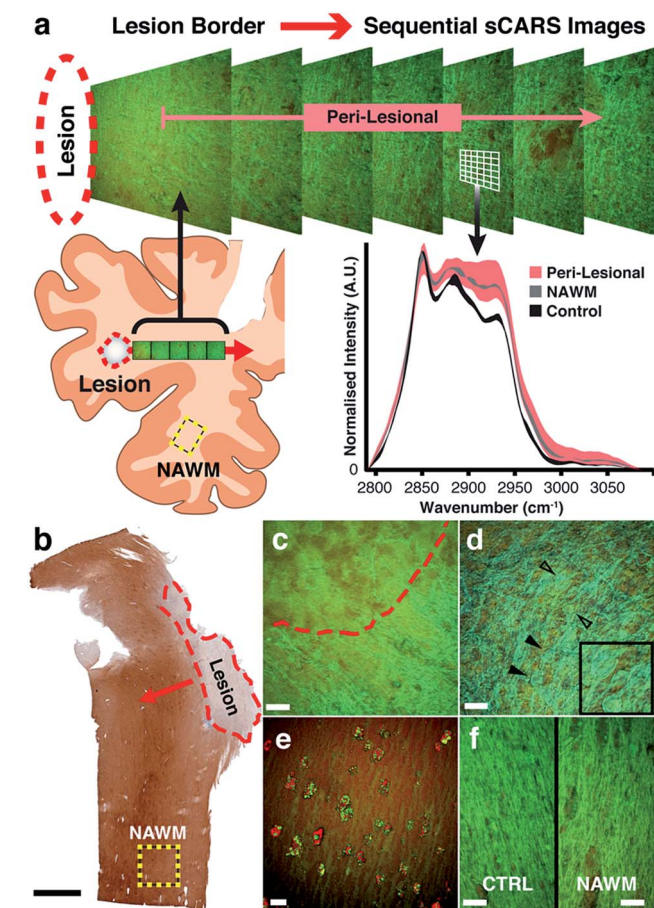 a
Lesion Border
Sequential sCARS Images
Lesion
Peri-Lesional
Lesion
NAWM
Normalised Intensity (A.U.)
Peri-Lesional
NAWM
Control
0
2800 2850 2900 2950 3000 3050
Wavenumber (cm⁻¹)
b
Lesion
NAWM
c
d
e
f
CTRL
NAWM